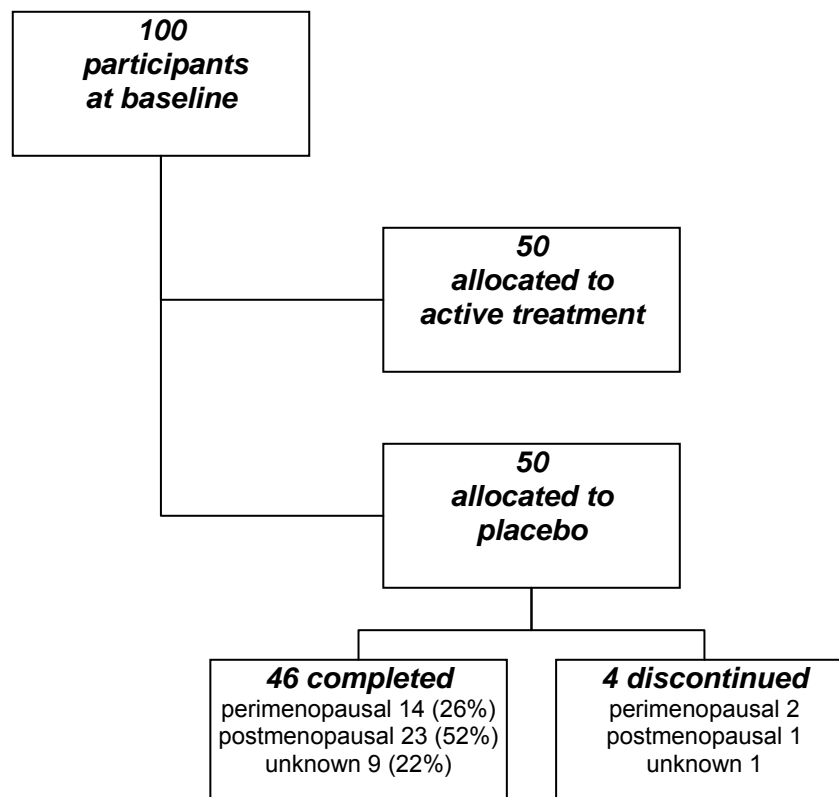 100
participants
at baseline
50
allocated to
active treatment
50
allocated to
placebo
46 completed
perimenopausal 14 (26%)
postmenopausal 23 (52%)
unknown 9 (22%)
4 discontinued
perimenopausal 2
postmenopausal 1
unknown 1